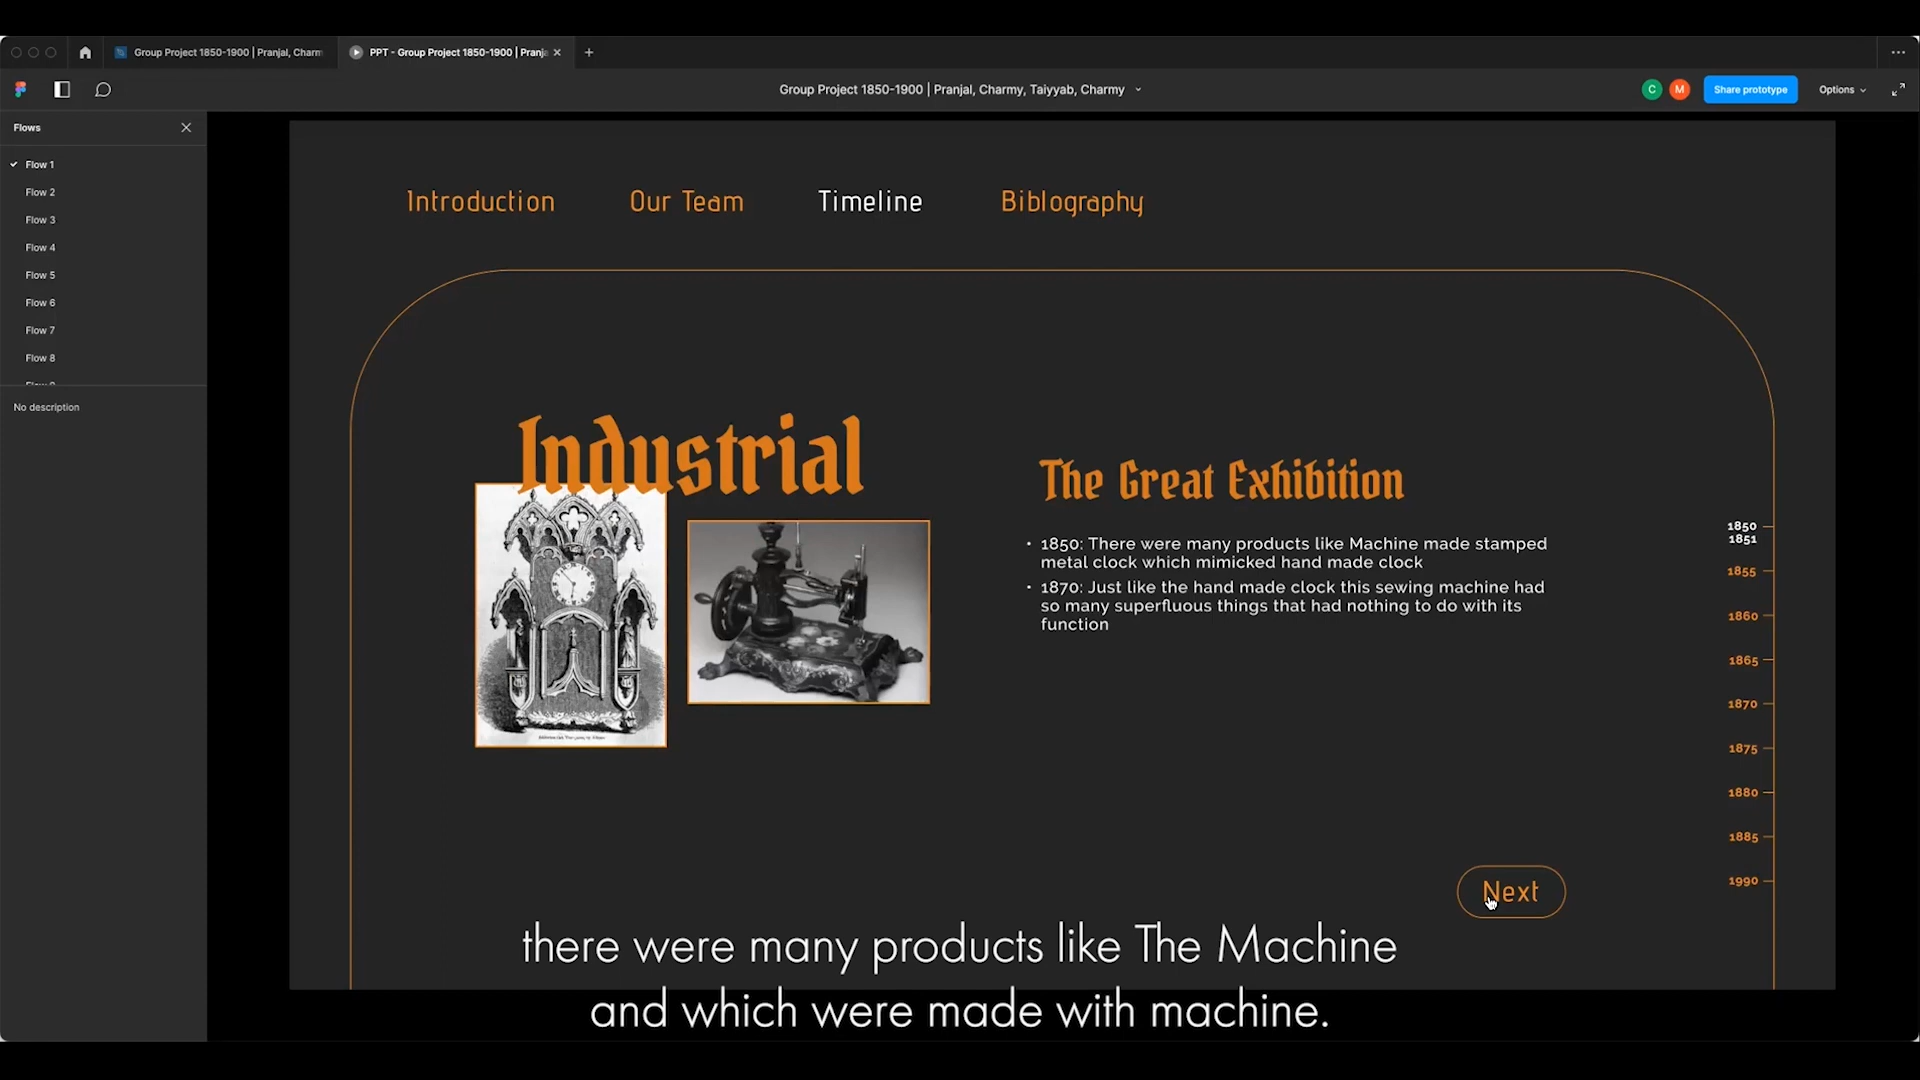 Group Project 1850-1900 | Pranjal, Charm
PPT - Group Project 1850-1900 | Pranja
Group Project 1850-1900 | Pranjal, Charmy, Taiyyab, Charmy
C
M
Share prototype
Options
Flows
Flow 1
Flow 2
Flow 3
Flow 4
Flow 5
Flow 6
Flow 7
Flow 8
No description
Introduction
Our Team
Timeline
Biblography
Industrial
The Great Exhibition
• 1850: There were many products like Machine made stamped
metal clock which mimicked hand made clock
• 1870: Just like the hand made clock this sewing machine had
so many superfluous things that had nothing to do with its
function
1850
1851
1855
1860
1865
1870
1875
1880
1885
1990
Next
there were many products like The Machine
and which were made with machine.